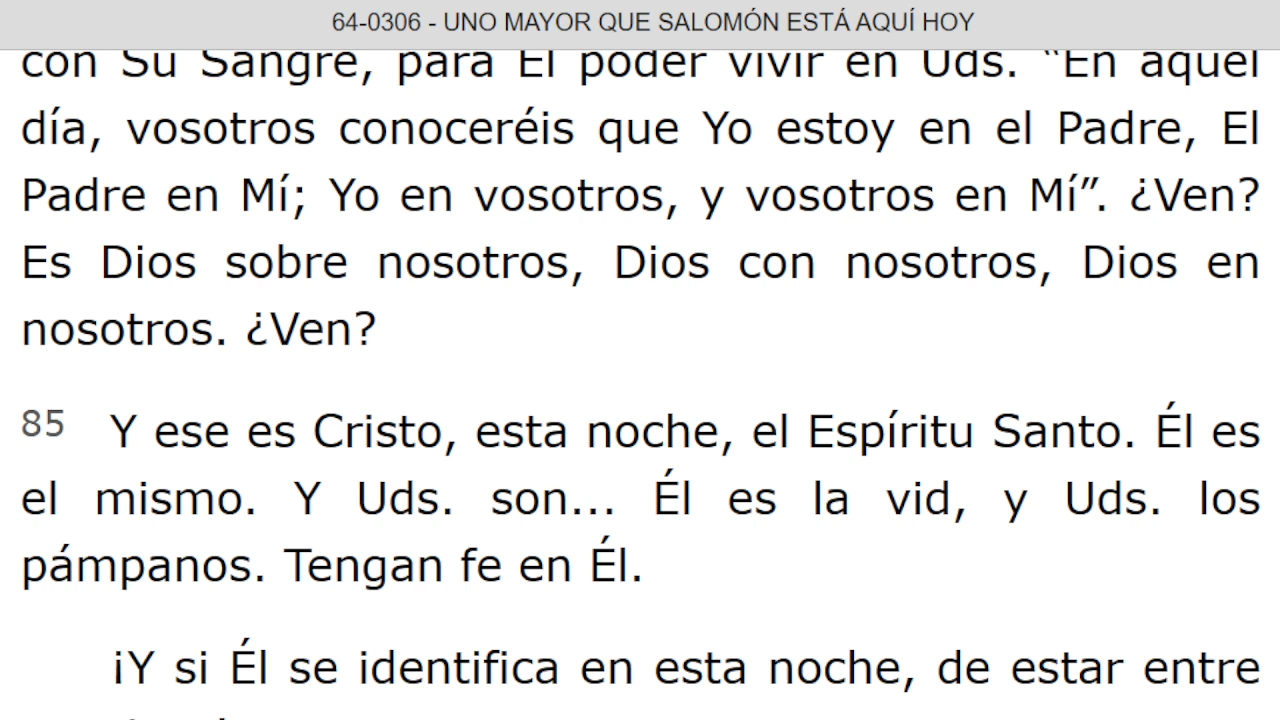 64-0306 - UNO MAYOR QUE SALOMÓN ESTÁ AQUÍ HOY
con Su Sangre, para Él poder vivir en Uds. “En aquel
día, vosotros conoceréis que Yo estoy en el Padre, El
Padre en Mí; Yo en vosotros, y vosotros en Mí”. ¿Ven?
Es Dios sobre nosotros, Dios con nosotros, Dios en
nosotros. ¿Ven?
85 Y ese es Cristo, esta noche, el Espíritu Santo. Él es
el mismo. Y Uds. son... Él es la vid, y Uds. los
pámpanos. Tengan fe en Él.
¡Y si Él se identifica en esta noche, de estar entre